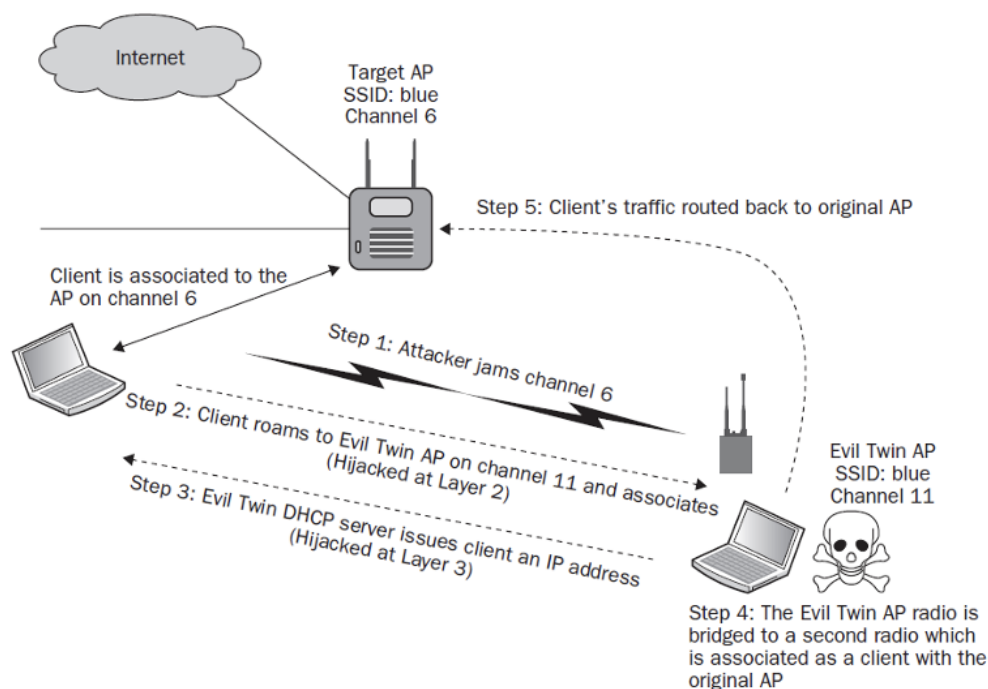 Internet
Target AP
SSID: blue
Channel 6
Step 5: Client's traffic routed back to original AP
Client is associated to the
AP on channel 6
Step 1: Attacker jams channel 6
Step 2: Client roams to Evil Twin AP on channel 11 and associates
(Hijacked at Layer 2)
Step 3: Evil Twin DHCP server issues client an IP address
(Hijacked at Layer 3)
Evil Twin AP
SSID: blue
Channel 11
Step 4: The Evil Twin AP radio is
bridged to a second radio which
is associated as a client with the
original AP